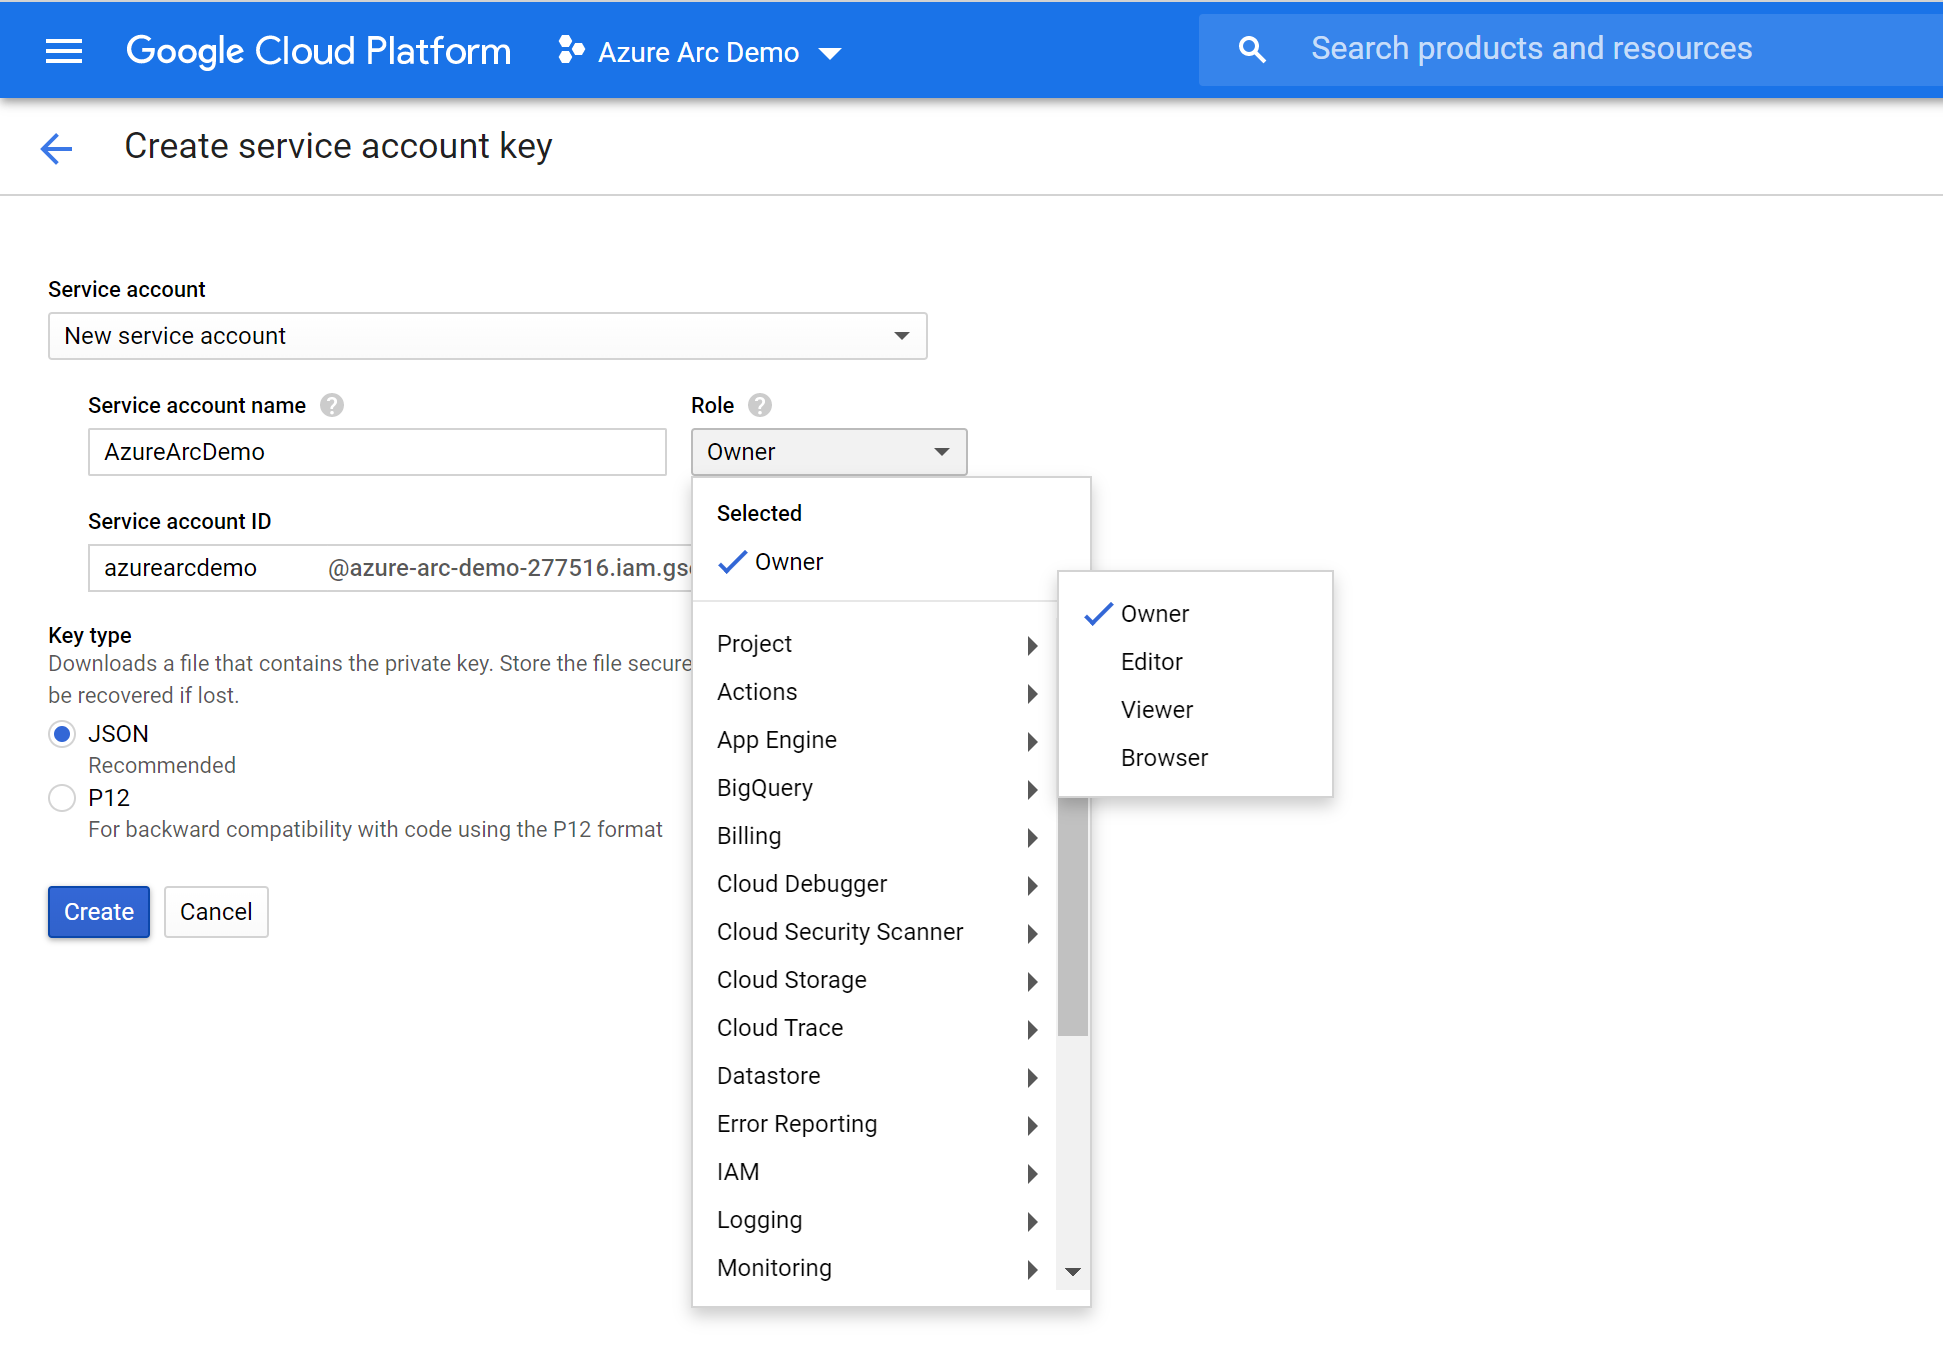 Google Cloud Platform
Azure Arc Demo
Search products and resources
Create service account key
Service account
New service account
Service account name
Role
AzureArcDemo
Owner
Service account ID
azurearcdemo
@azure-arc-demo-277516.iam.gs
Key type
Downloads a file that contains the private key. Store the file secure
be recovered if lost.
JSON
Recommended
P12
For backward compatibility with code using the P12 format
Create
Cancel
Selected
Owner
Project
Actions
App Engine
BigQuery
Billing
Cloud Debugger
Cloud Security Scanner
Cloud Storage
Cloud Trace
Datastore
Error Reporting
IAM
Logging
Monitoring
Owner
Editor
Viewer
Browser